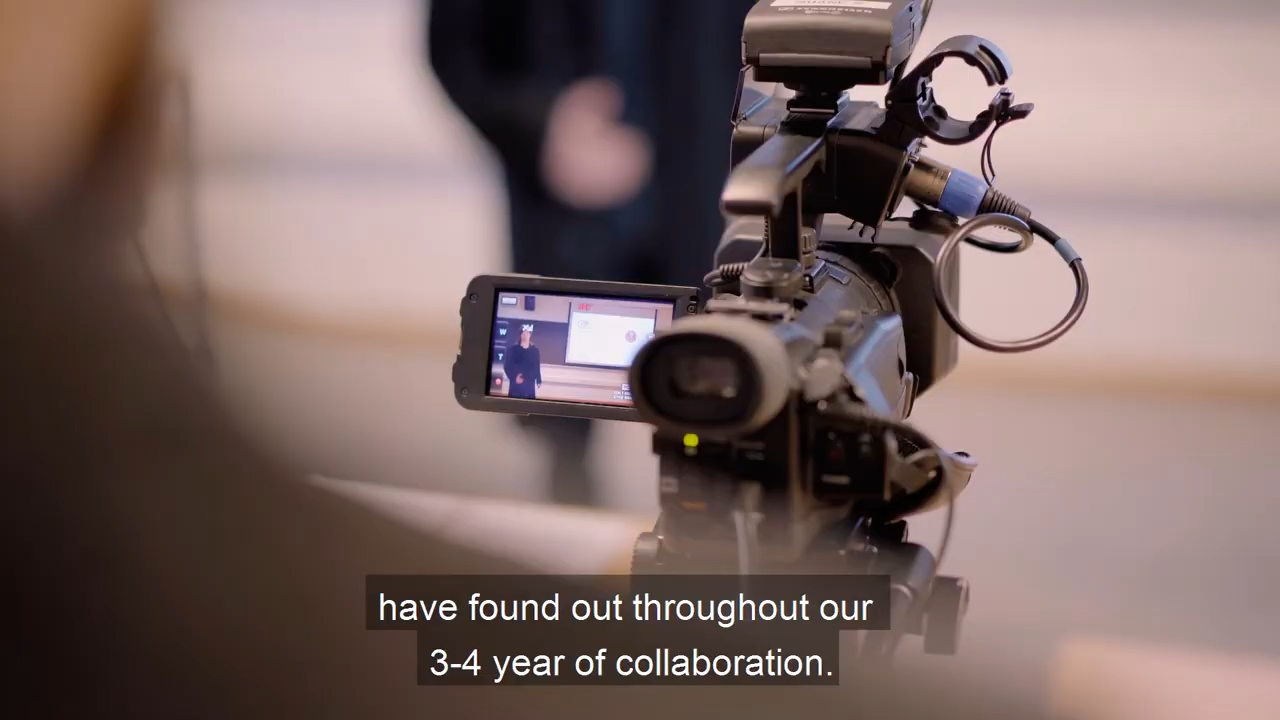 W
T
have found out throughout our
3-4 year of collaboration.